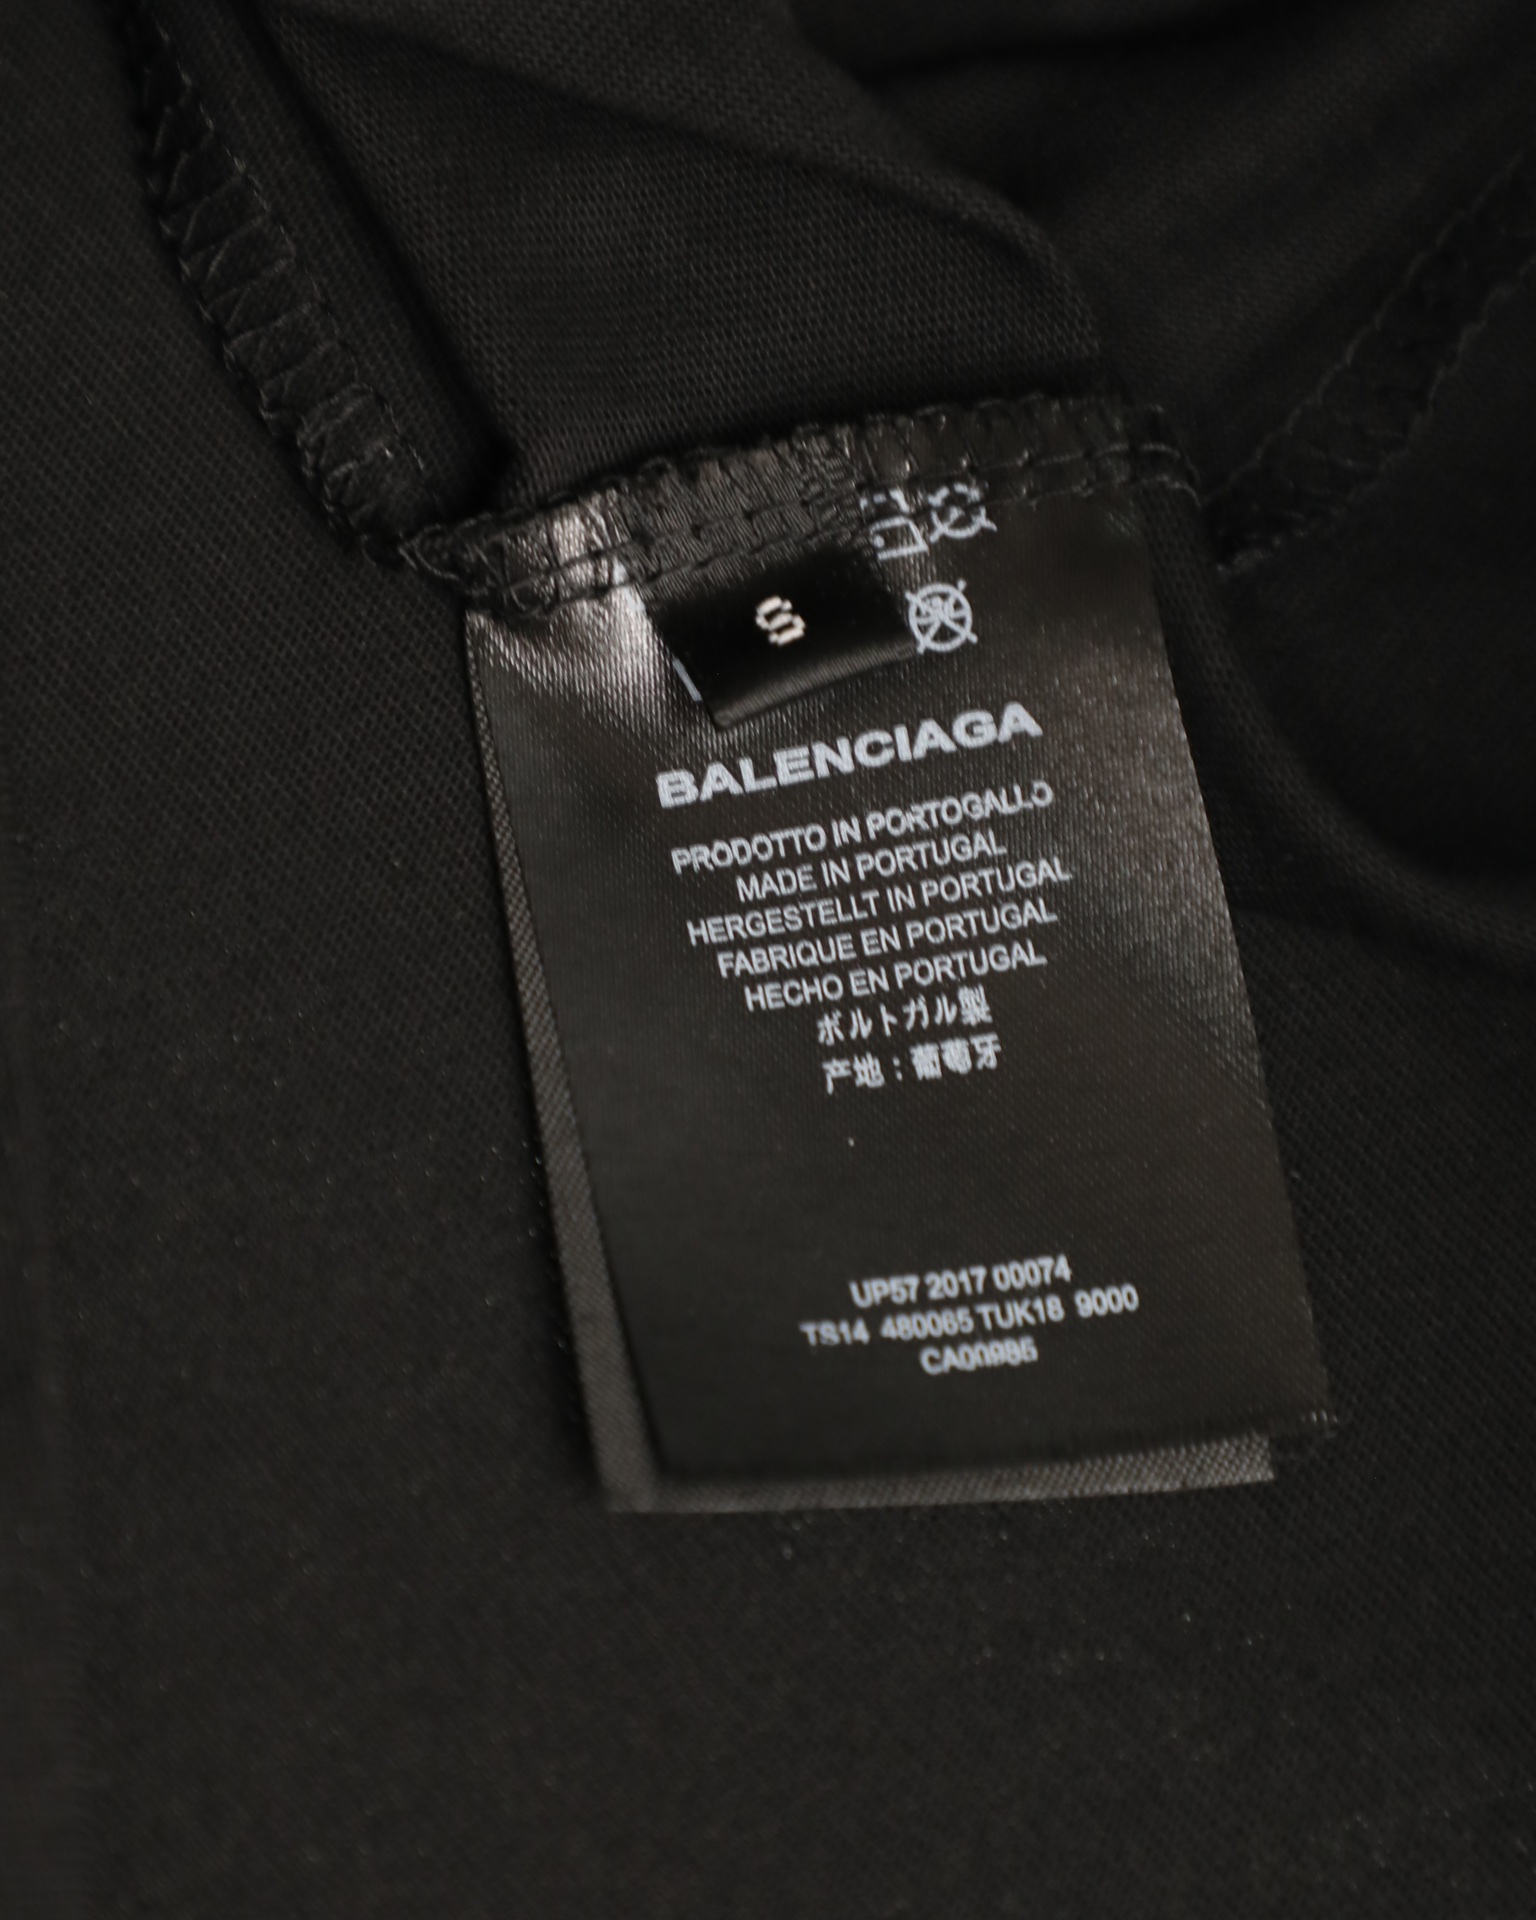 S
BALENCIAGA
PRODOTTO IN PORTOGALLO
MADE IN PORTUGAL
HERGESTELLT IN PORTUGAL
FABRIQUE EN PORTUGAL
HECHO EN PORTUGAL
ポルトガル製
产地：葡萄牙
UP57 2017 00074
TS14 480065 TUK18 9000
CA00986